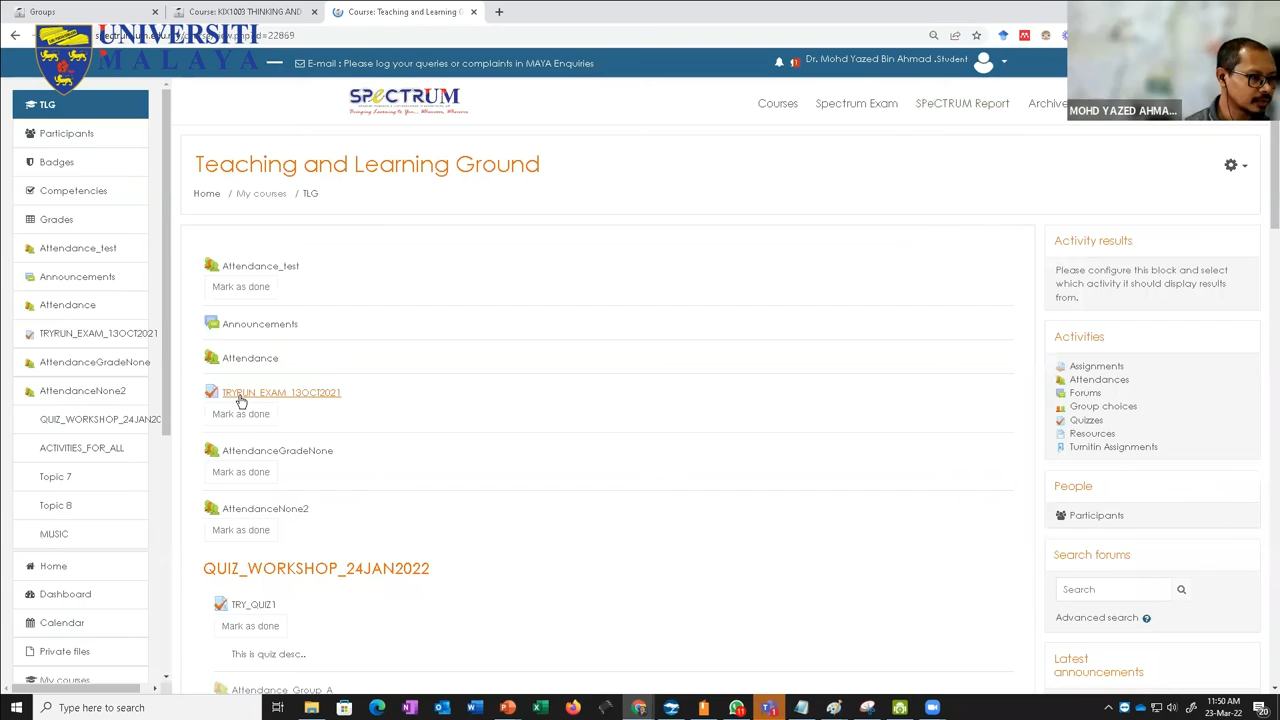 Groups
Course: KIX1003 THINKING AND
Course: Teaching and Learning G
UNIVERSITI
MALAYA
=22869
E-mail : Please log your queries or complaints in MAYA Enquiries
Dr. Mohd Yazed Bin Ahmad .Student
MOHD YAZED AHMA...
SPeCTRUM
Courses
Spectrum Exam
SPeCTRUM Report
TLG
Participants
Badges
Competencies
Grades
Attendance_test
Announcements
Attendance
TRYRUN_EXAM_13OCT2021
AttendanceGradeNone
AttendanceNone2
QUIZ_WORKSHOP_24JAN20
ACTIVITIES_FOR_ALL
Topic 7
Topic 8
MUSIC
Home
Dashboard
Calendar
Private files
My courses
Teaching and Learning Ground
Home / My courses / TLG
Attendance_test
Mark as done
Announcements
Attendance
TRYRUN_EXAM_13OCT2021
Mark as done
AttendanceGradeNone
Mark as done
AttendanceNone2
Mark as done
QUIZ_WORKSHOP_24JAN2022
TRY_QUIZ1
Mark as done
This is quiz desc..
Attendance_Group_A
Activity results
Please configure this block and select
which activity it should display results
from.
Activities
Assignments
Attendances
Forums
Group choices
Quizzes
Resources
Turnitin Assignments
People
Participants
Search forums
Search
Advanced search
Latest
announcements
Type here to search
11:50 AM
23-Mar-22
20